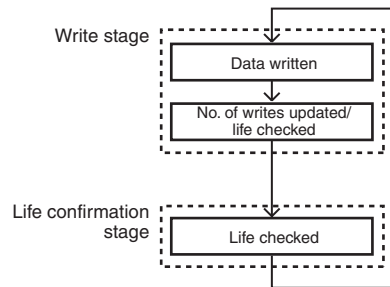 Write stage
Data written
No. of writes updated/
life checked
Life confirmation
stage
Life checked